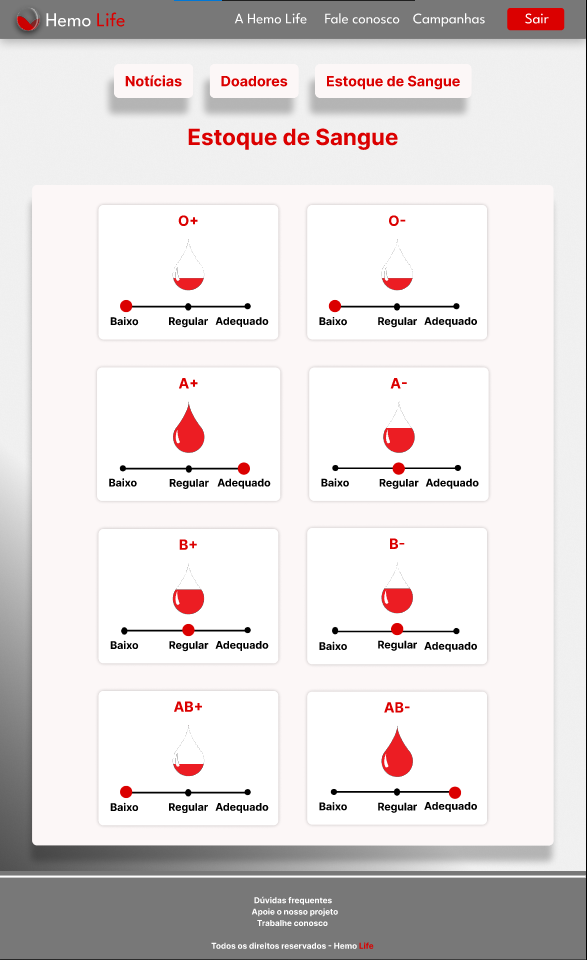 Hemo Life A Hemo Life Fale conosco Campanhas Sair
Notícias Doadores Estoque de Sangue
Estoque de Sangue
O+ O-
Baixo Regular Adequado Baixo Regular Adequado
A+ A-
Baixo Regular Adequado Baixo Regular Adequado
B+ B-
Baixo Regular Adequado Baixo Regular Adequado
AB+ AB-
Baixo Regular Adequado Baixo Regular Adequado
Dúvidas frequentes
Apoie o nosso projeto
Trabalhe conosco
Todos os direitos reservados - Hemo Life